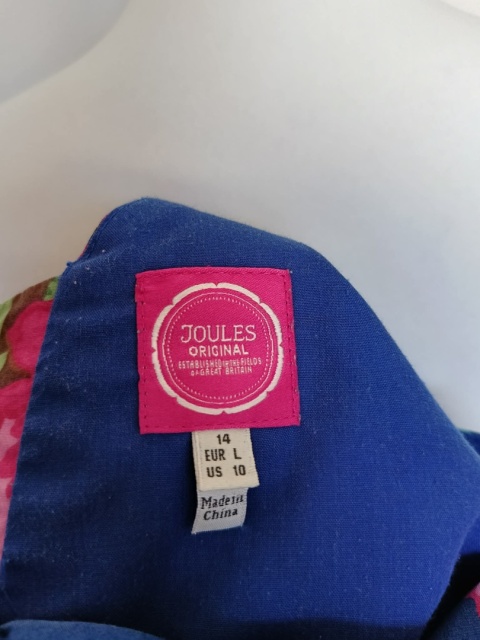 JOULES
ORIGINAL
ESTABLISHED IN THE FIELDS
OF GREAT BRITAIN
14
EUR L
US 10
Made in
China